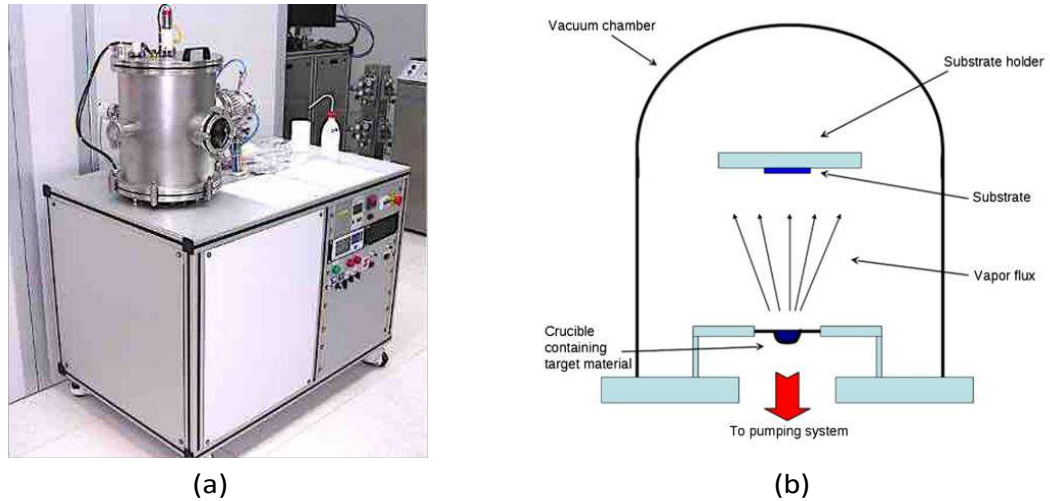 Vacuum chamber
Substrate holder
Substrate
Vapor flux
Crucible
containing
target material
To pumping system
(a)
(b)